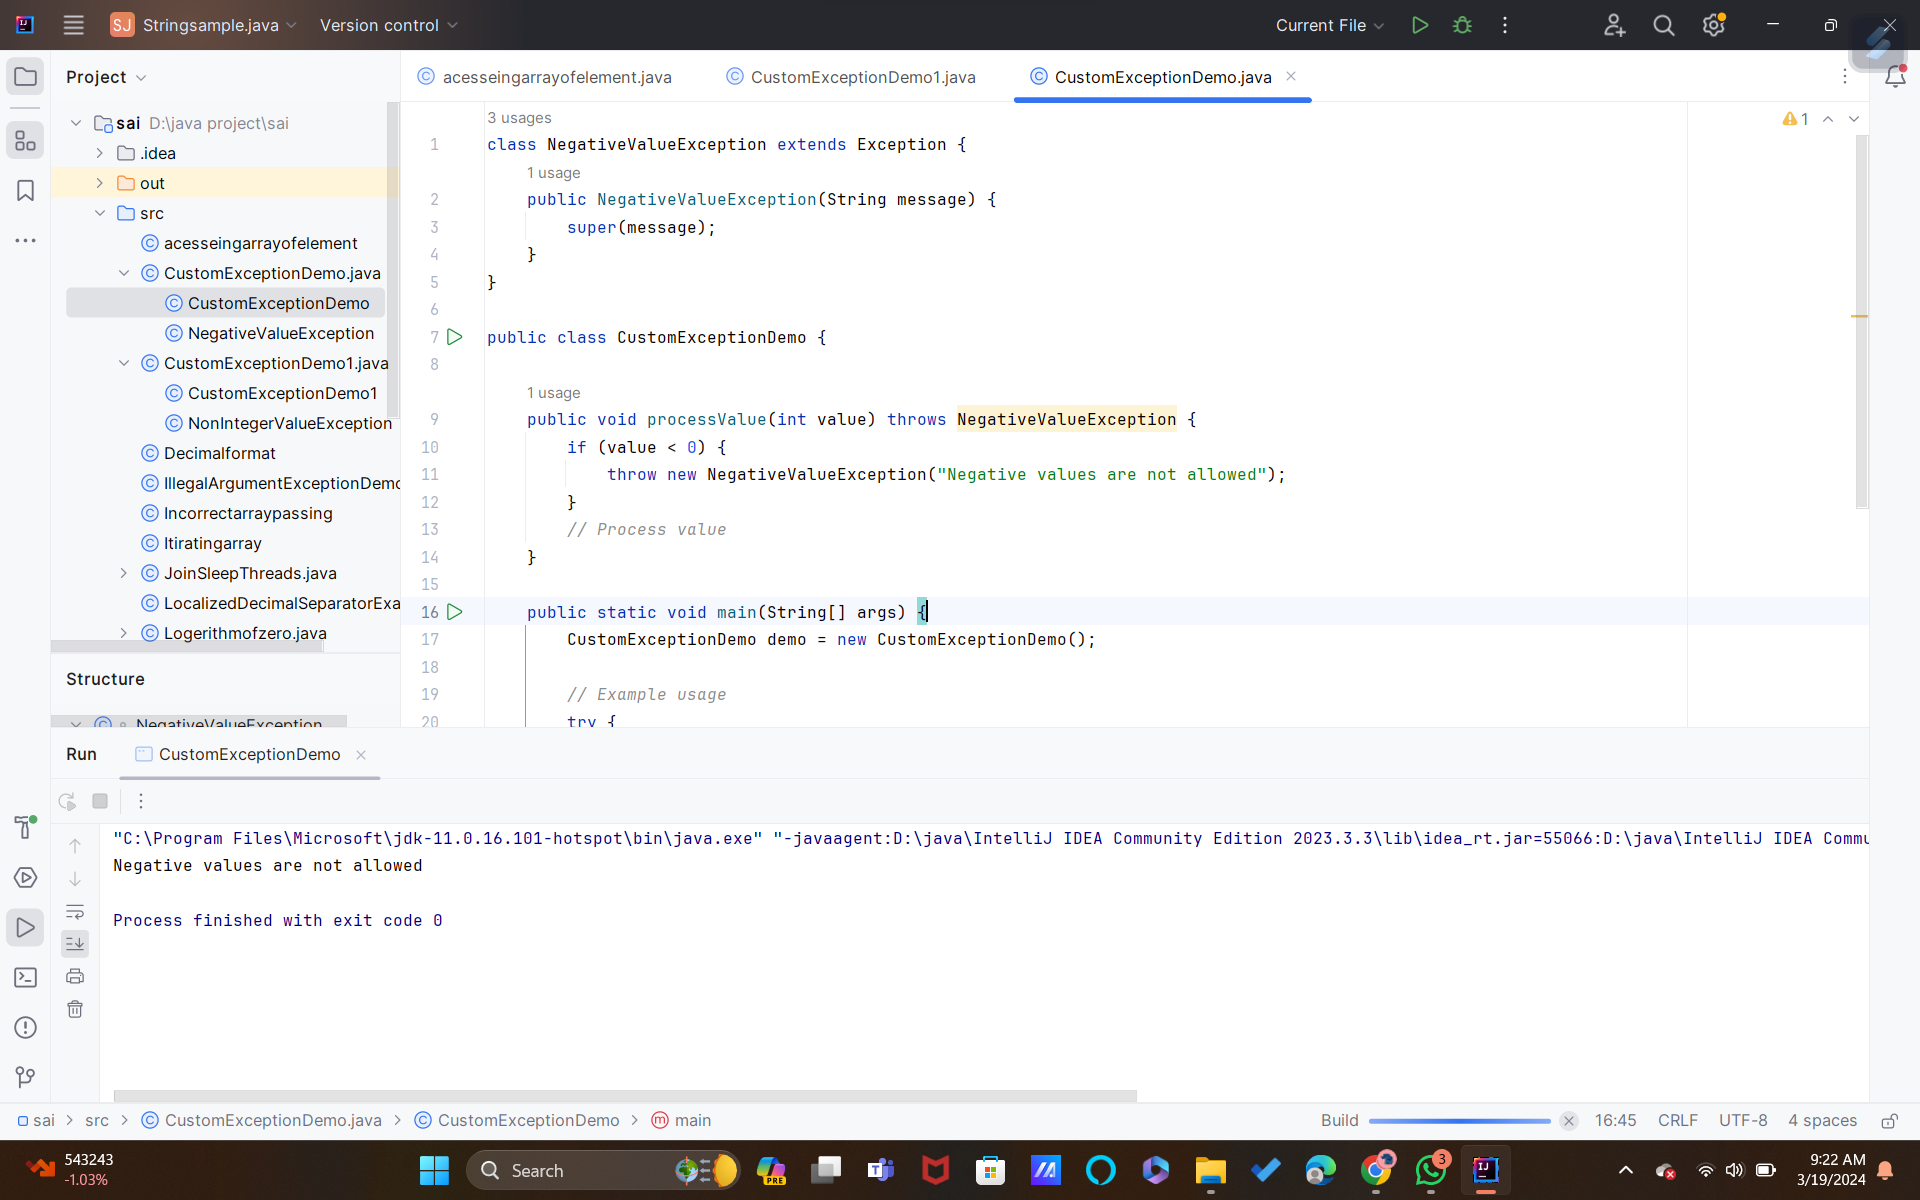 SJ Stringsample.java Version control Current File
Project
acesseingarrayofelement.java CustomExceptionDemo1.java CustomExceptionDemo.java
sai D:\java project\sai
.idea
out
src
acesseingarrayofelement
CustomExceptionDemo.java
CustomExceptionDemo
NegativeValueException
CustomExceptionDemo1.java
CustomExceptionDemo1
NonIntegerValueException
Decimalformat
IllegalArgumentExceptionDemo
Incorrectarraypassing
Itiratingarray
JoinSleepThreads.java
LocalizedDecimalSeparatorExa
Logerithmofzero.java
Structure
NegativeValueException
3 usages
1
1 class NegativeValueException extends Exception {
1 usage
2 public NegativeValueException(String message) {
3 super(message);
4 }
5 }
6
7 public class CustomExceptionDemo {
8
1 usage
9 public void processValue(int value) throws NegativeValueException {
10 if (value < 0) {
11 throw new NegativeValueException("Negative values are not allowed");
12 }
13 // Process value
14 }
15
16 public static void main(String[] args) {
17 CustomExceptionDemo demo = new CustomExceptionDemo();
18
19 // Example usage
20 try {
Run CustomExceptionDemo
"C:\Program Files\Microsoft\jdk-11.0.16.101-hotspot\bin\java.exe" "-javaagent:D:\java\IntelliJ IDEA Community Edition 2023.3.3\lib\idea_rt.jar=55066:D:\java\IntelliJ IDEA Commu
Negative values are not allowed
Process finished with exit code 0
sai > src > CustomExceptionDemo.java > CustomExceptionDemo > main Build 16:45 CRLF UTF-8 4 spaces
543243
-1.03%
Search
PRE
3
9:22 AM
3/19/2024